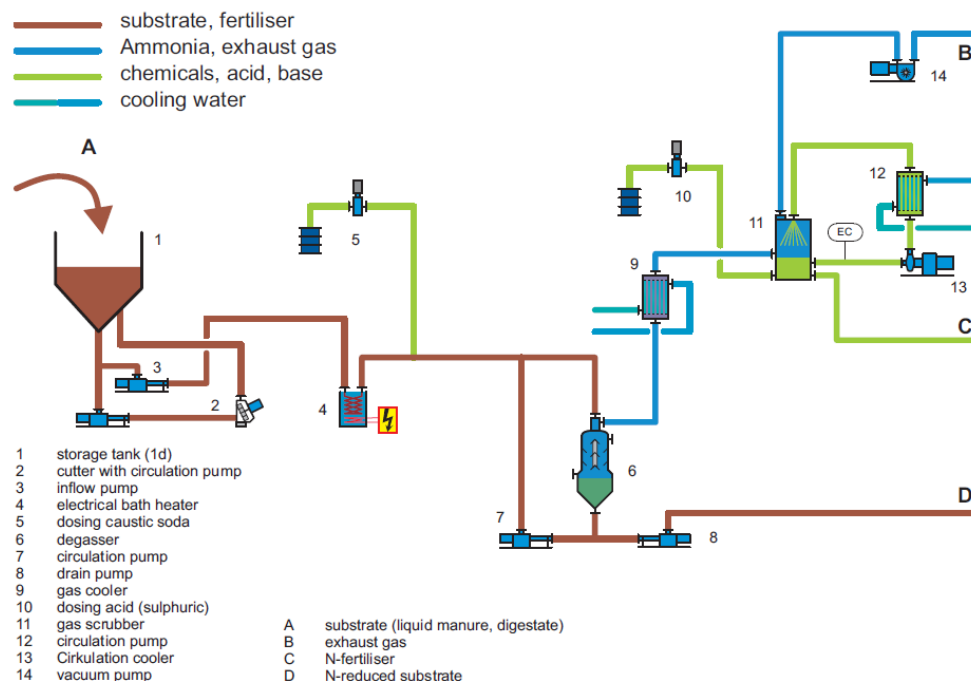 substrate, fertiliser
Ammonia, exhaust gas
chemicals, acid, base
cooling water
A
B
14
12
10
11
EC
13
5
1
9
C
3
2
4
6
D
7
8
1 storage tank (1d)
2 cutter with circulation pump
3 inflow pump
4 electrical bath heater
5 dosing caustic soda
6 degasser
7 circulation pump
8 drain pump
9 gas cooler
10 dosing acid (sulphuric)
11 gas scrubber
12 circulation pump
13 Cirkulation cooler
14 vacuum pump
A substrate (liquid manure, digestate)
B exhaust gas
C N-fertiliser
D N-reduced substrate